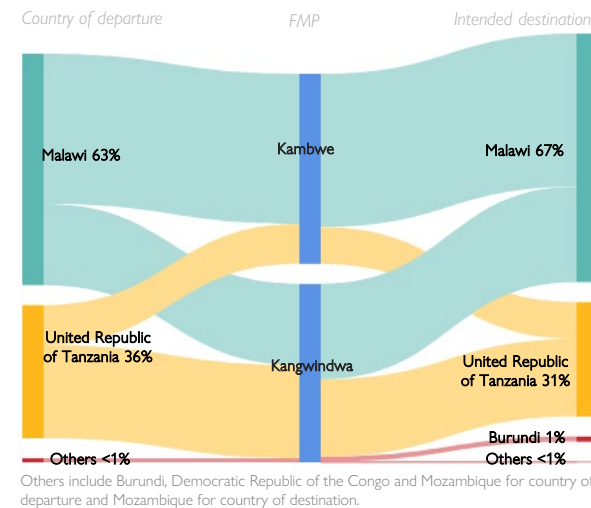 Country of departure
FMP
Intended destination
Kambwe
Malawi 63%
Malawi 67%
United Republic
of Tanzania 36%
Kangwindwa
United Republic
of Tanzania 31%
Burundi 1%
Others <1%
Others <1%
Others include Burundi, Democratic Republic of the Congo and Mozambique for country of
departure and Mozambique for country of destination.